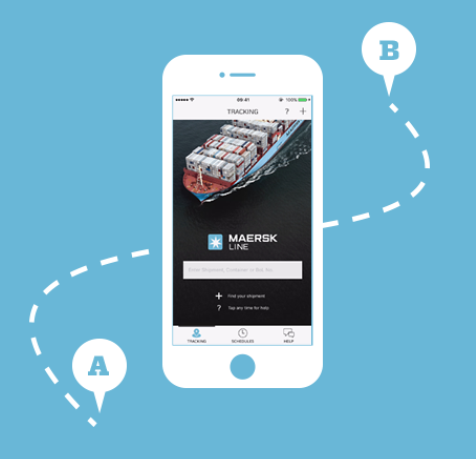 B
09:41
100%
TRACKING ? +
MAERSK
LINE
Enter Shipment, Container or B/L No.
+ Find your shipment
? Tap any time for help
TRACKING SCHEDULES HELP
A